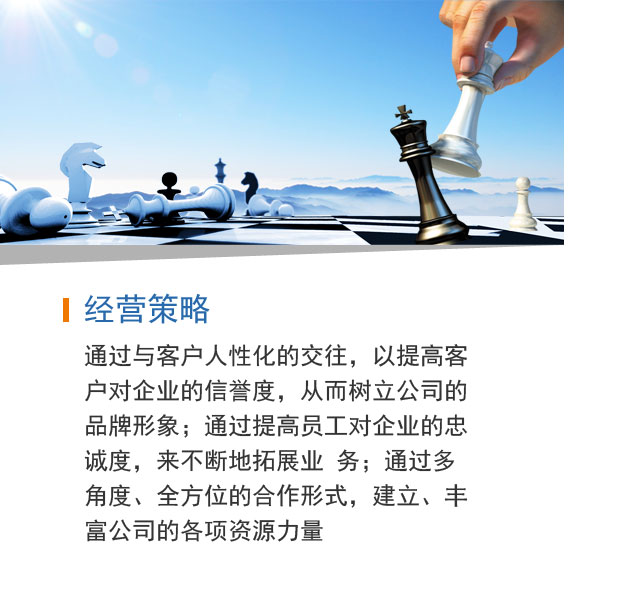 经营策略
通过与客户人性化的交往，以提高客
户对企业的信誉度，从而树立公司的
品牌形象；通过提高员工对企业的忠
诚度，来不断地拓展业 务；通过多
角度、全方位的合作形式，建立、丰
富公司的各项资源力量